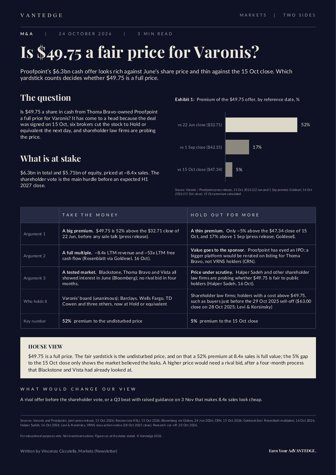 VANTEDGE
MARKETS | TWO SIDES
M&A | 24 OCTOBER 2026 | 3 MIN READ
Is $49.75 a fair price for Varonis?
Proofpoint's $6.3bn cash offer looks rich against June's share price and thin against the 15 Oct close. Which
yardstick counts decides whether $49.75 is a full price.
The question
Is $49.75 a share in cash from Thoma Bravo-owned Proofpoint
a full price for Varonis? It has come to a head because the deal
was signed on 15 Oct, six brokers cut the stock to Hold or
equivalent the next day, and shareholder law firms are probing
the price.
What is at stake
$6.3bn in total and $5.71bn of equity, priced at ~8.4x sales. The
shareholder vote is the main hurdle before an expected H1
2027 close.
Exhibit 1: Premium of the $49.75 offer, by reference date, %
vs 22 Jun close ($32.71)
52%
vs 1 Sep close ($42.35)
17%
vs 15 Oct close ($47.34)
5%
TAKE THE MONEY
HOLD OUT FOR MORE
Argument 1
A big premium. $49.75 is 52% above the $32.71 close of
22 Jun, before any sale talk (press release).
A thin premium. Only ~5% above the $47.34 close of 15
Oct, and 17% above 1 Sep (press release; Goldese).
Argument 2
A full multiple. ~8.4x LTM revenue and ~53x LTM free
cash flow (Rosenblatt via Goldwet, 16 Oct).
Value goes to the sponsor. Proofpoint has eyed an IPO; a
bigger platform would be rerated on listing for Thoma
Bravo, not VRNS holders (CRN).
Argument 3
A tested market. Blackstone, Thoma Bravo and Vista all
showed interest in June (Bloomberg); no rival bid in four
months.
Price under scrutiny. Halper Sadeh and other shareholder
law firms are probing whether $49.75 is fair to holders
(Halper Sadeh, 16 Oct).
Who holds it
Varonis' board (unanimous); Barclays, Wells Fargo, TD
Cowen and three others, now at Hold or equivalent
Shareholder law firms; holders with a cost above $49.75,
such as buyers just before the 29 Oct 2025 sell-off ($63.00
close on 28 Oct; Levi & Korsinsky)
Key number
52% premium to the undisturbed price
5% premium to the 15 Oct close
HOUSE VIEW
$49.75 is a full price. The fair yardstick is the undisturbed price, and on that a 52% premium at 8.4x sales is full value; the 5% gap
to the 15 Oct close only shows the market believed the leaks. A higher price would need a rival bid, after a four-month process
that Blackstone and Vista had already looked at.
WHAT WOULD CHANGE OUR VIEW
A rival offer before the shareholder vote, or a Q3 beat with raised guidance on 3 Nov that makes 8.4x sales look cheap.
Written by Vincenzo Ciccotelli, Markets (Newsletter)
Earn Your AdVANTEDGE.